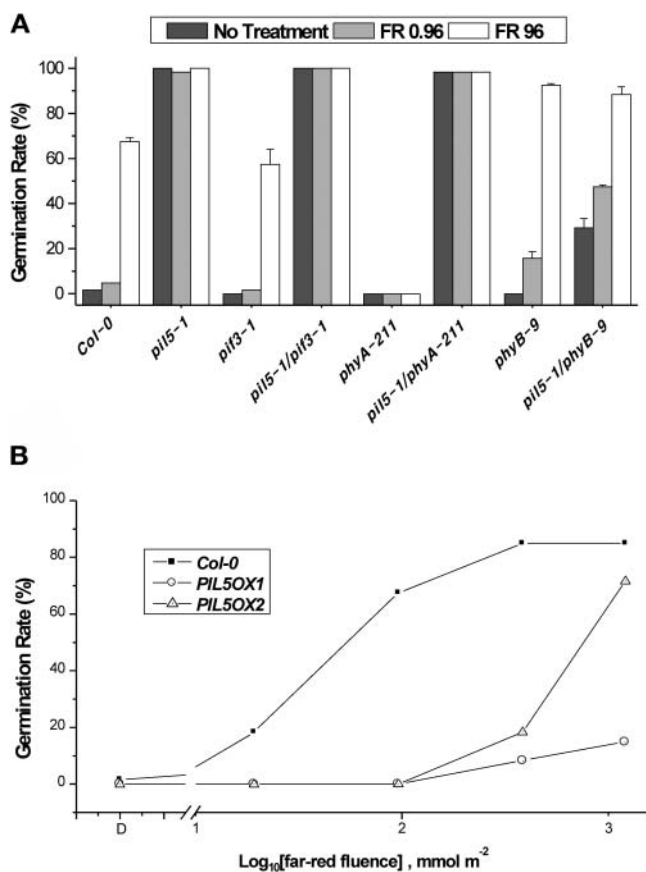 A
No Treatment FR 0.96 FR 96
Germination Rate (%)
100
80
60
40
20
0
Col-0
pil5-1
pif3-1
pil5-1/pif3-1
phyA-211
pil5-1/phyA-211
phyB-9
pil5-1/phyB-9
B
Germination Rate (%)
100
80
60
40
20
0
Col-0
PIL5OX1
PIL5OX2
D 1 2 3
Log10[far-red fluence] , mmol m-2